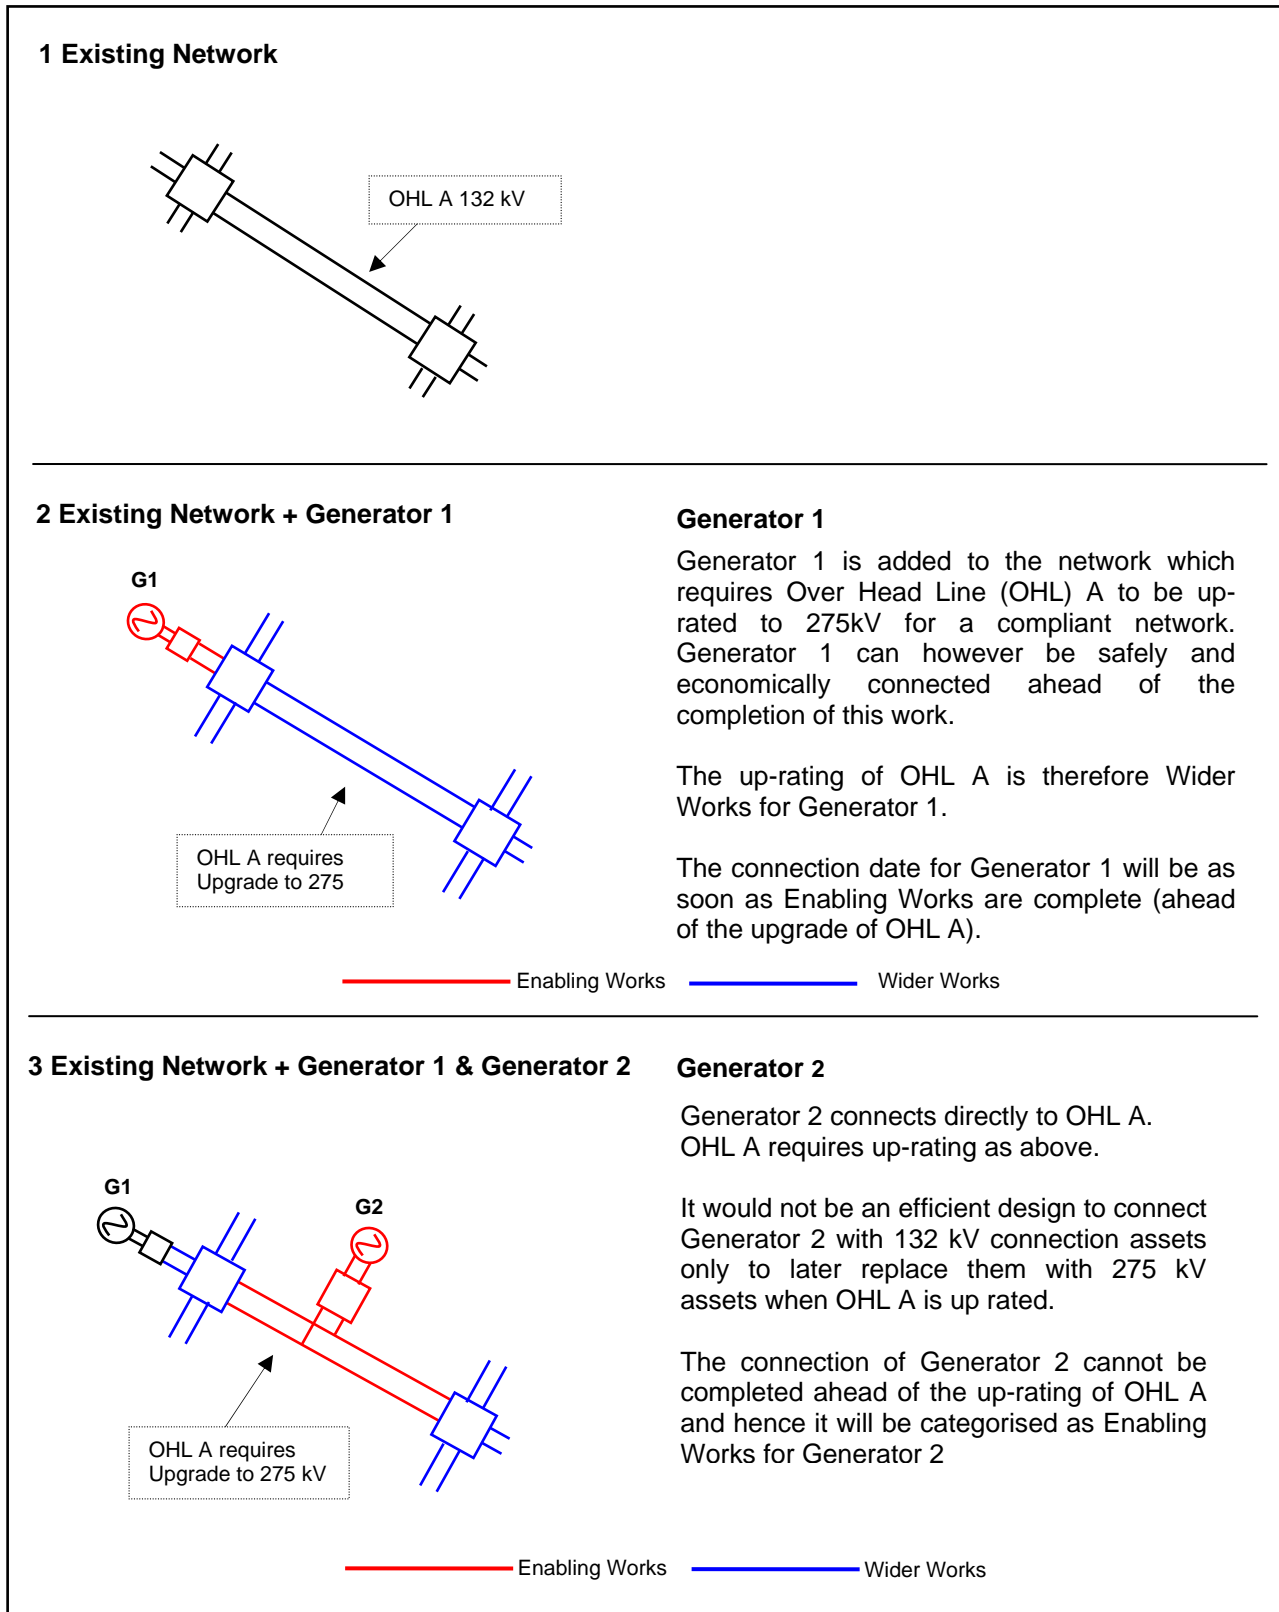 1 Existing Network
OHL A 132 kV
2 Existing Network + Generator 1
G1
OHL A requires
Upgrade to 275
Generator 1
Generator 1 is added to the network which
requires Over Head Line (OHL) A to be up-
rated to 275kV for a compliant network.
Generator 1 can however be safely and
economically connected ahead of the
completion of this work.
The up-rating of OHL A is therefore Wider
Works for Generator 1.
The connection date for Generator 1 will be as
soon as Enabling Works are complete (ahead
of the upgrade of OHL A).
Enabling Works
Wider Works
3 Existing Network + Generator 1 & Generator 2
G1
G2
OHL A requires
Upgrade to 275 kV
Generator 2
Generator 2 connects directly to OHL A.
OHL A requires up-rating as above.
It would not be an efficient design to connect
Generator 2 with 132 kV connection assets
only to later replace them with 275 kV
assets when OHL A is up rated.
The connection of Generator 2 cannot be
completed ahead of the up-rating of OHL A
and hence it will be categorised as Enabling
Works for Generator 2
Enabling Works
Wider Works